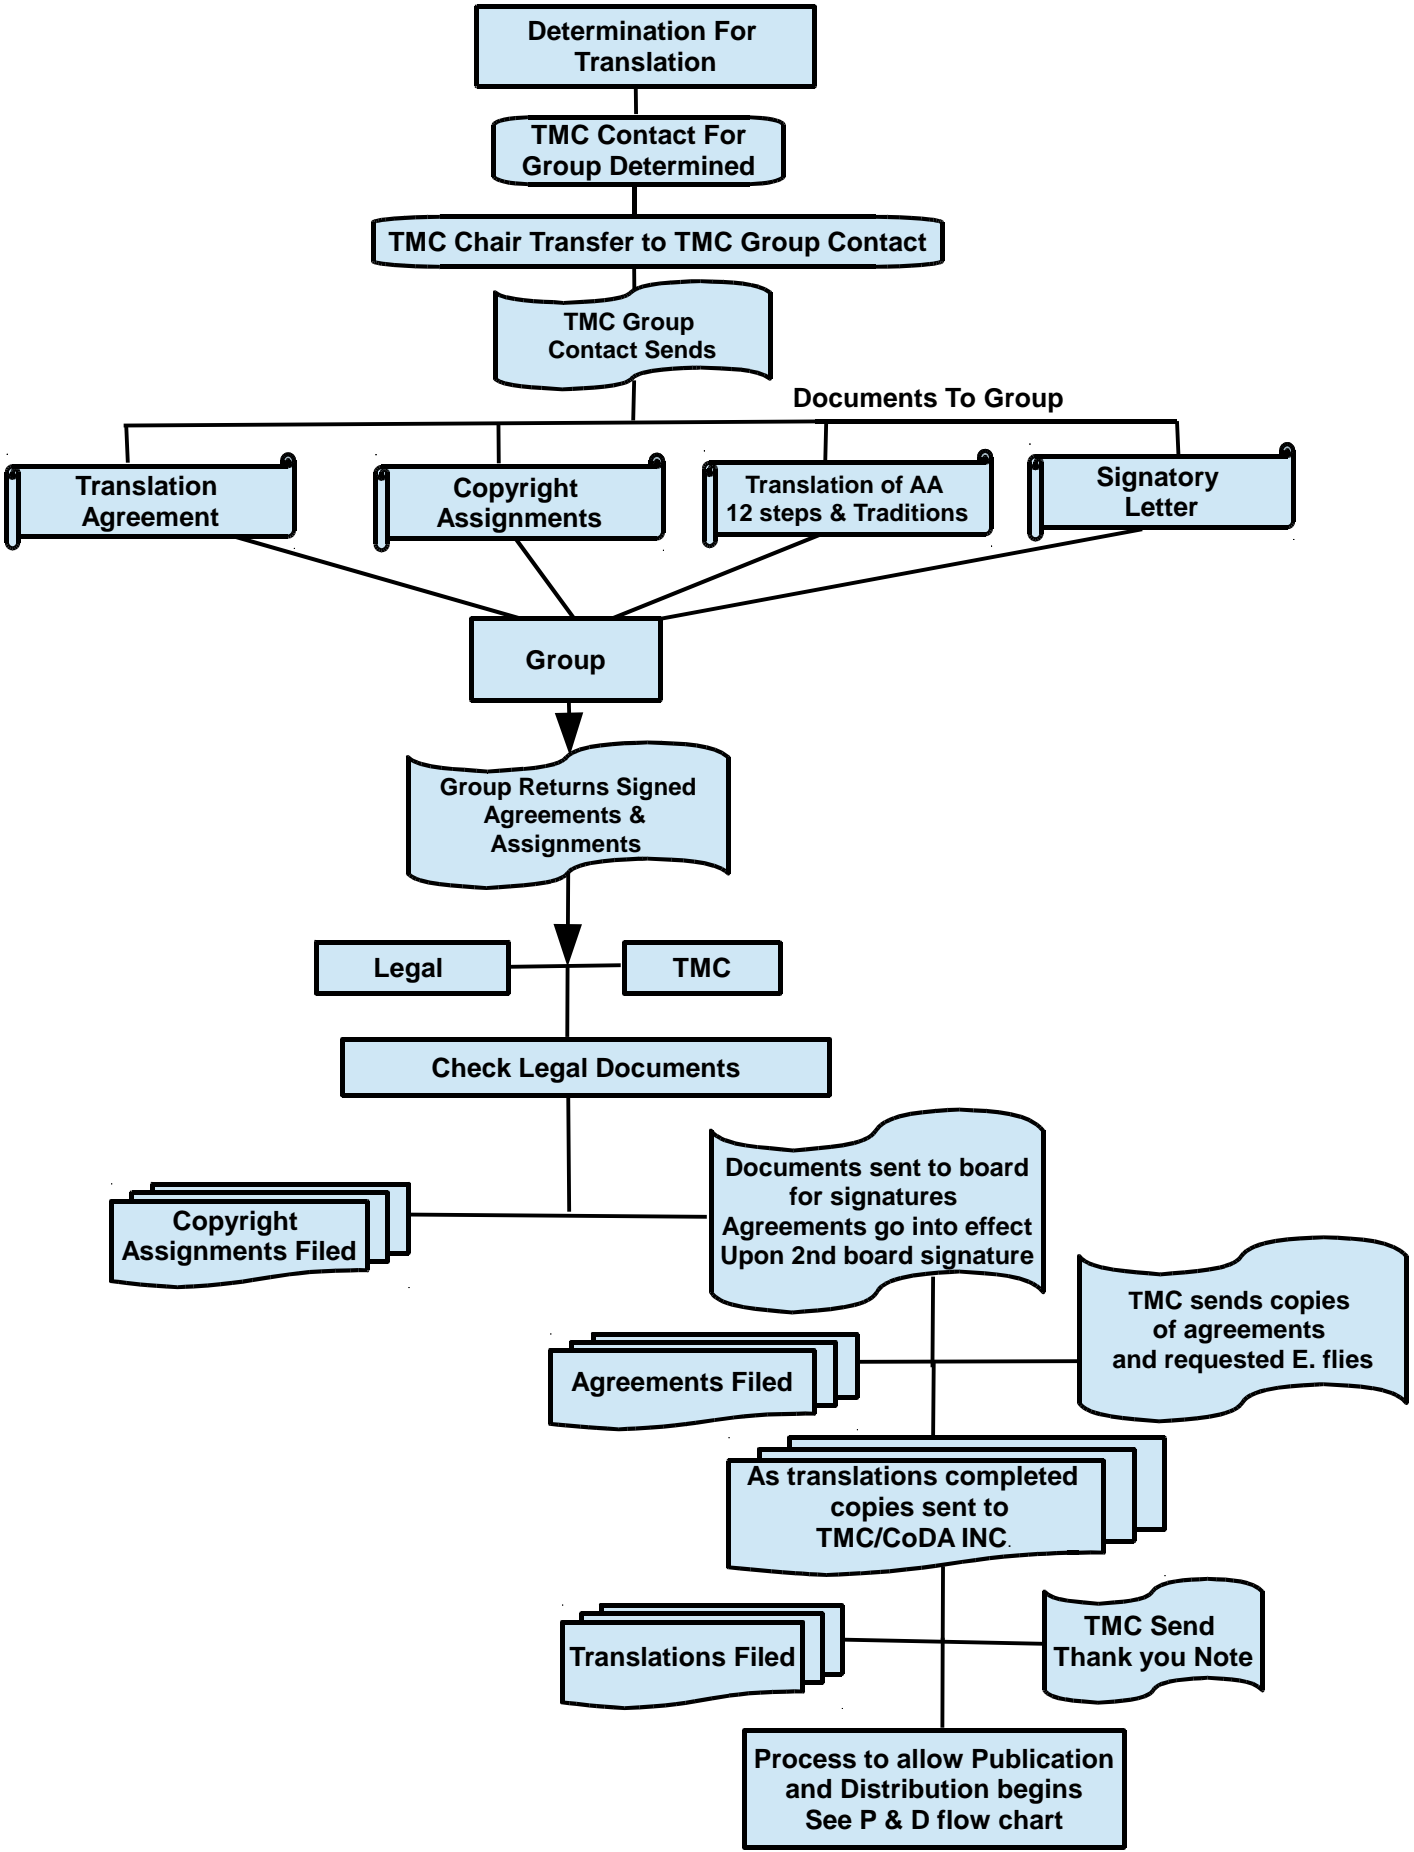 Determination For
Translation
TMC Contact For
Group Determined
TMC Chair Transfer to TMC Group Contact
TMC Group
Contact Sends
Documents To Group
Translation
Agreement
Copyright
Assignments
Translation of AA
12 steps & Traditions
Signatory
Letter
Group
Group Returns Signed
Agreements &
Assignments
Legal
TMC
Check Legal Documents
Documents sent to board
for signatures
Agreements go into effect
Upon 2nd board signature
Copyright
Assignments Filed
TMC sends copies
of agreements
and requested E. flies
Agreements Filed
As translations completed
copies sent to
TMC/CoDA INC.
TMC Send
Thank you Note
Translations Filed
Process to allow Publication
and Distribution begins
See P & D flow chart